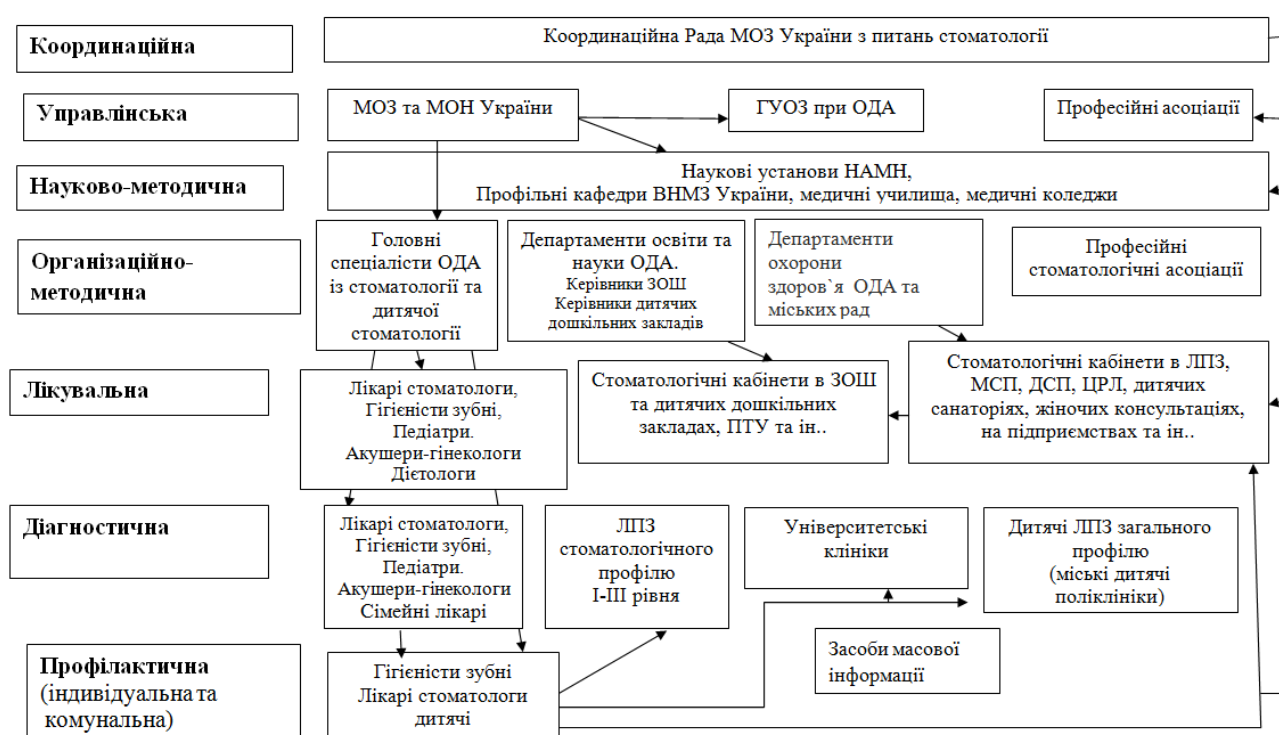 Координаційна
Координаційна Рада МОЗ України з питань стоматології
Управлінська
МОЗ та МОН України
ГУОЗ при ОДА
Професійні асоціації
Науково-методична
Наукові установи НАМН,
Профільні кафедри ВНМЗ України, медичні училища, медичні коледжи
Організаційно-
методична
Головні
спеціалісти ОДА
із стоматології та
дитячої
стоматології
Департаменти освіти та
науки ОДА.
Керівники ЗОШ
Керівники дитячих
дошкільних закладів
Департаменти
охорони
здоров`я ОДА та
міських рад
Професійні
стоматологічні асоціації
Лікувальна
Лікарі стоматологи,
Гігієністи зубні,
Педіатри.
Акушери-гінекологи
Дієтологи
Стоматологічні кабінети в ЗОШ
та дитячих дошкільних
закладах, ПТУ та ін..
Стоматологічні кабінети в ЛПЗ,
МСП, ДСП, ЦРЛ, дитячих
санаторіях, жіночих консультаціях,
на підприємствах та ін..
Діагностична
Лікарі стоматологи,
Гігієністи зубні,
Педіатри.
Акушери-гінекологи
Сімейні лікарі
ЛПЗ
стоматологічного
профілю
І-ІІІ рівня
Університетські
клініки
Дитячі ЛПЗ загального
профілю
(міські дитячі
поліклініки)
Профілактична
(індивідуальна та
комунальна)
Гігієністи зубні
Лікарі стоматологи
дитячі
Засоби масової
інформації